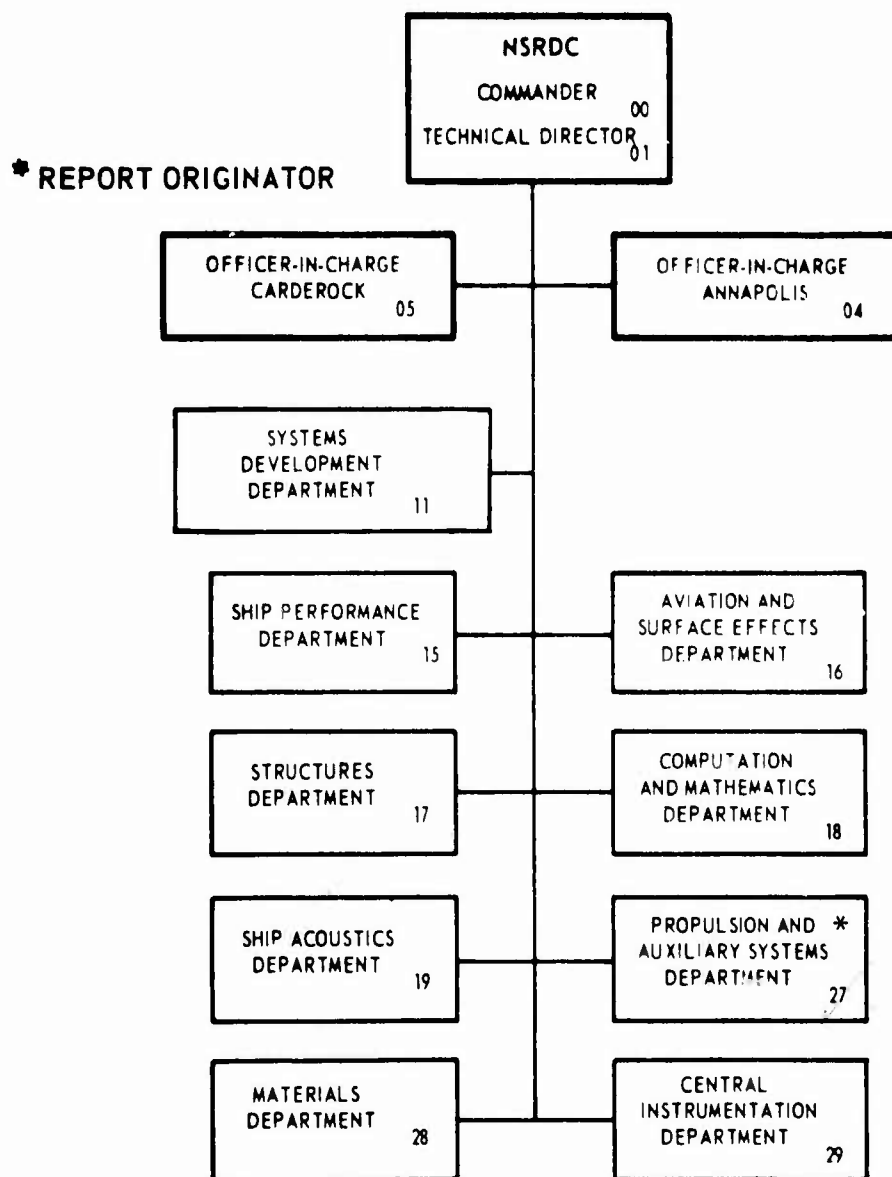 NSRDC
COMMANDER
00
TECHNICAL DIRECTOR
01
* REPORT ORIGINATOR
OFFICER-IN-CHARGE
CARDEROCK
05
OFFICER-IN-CHARGE
ANNAPOLIS
04
SYSTEMS
DEVELOPMENT
DEPARTMENT
11
SHIP PERFORMANCE
DEPARTMENT
15
AVIATION AND
SURFACE EFFECTS
DEPARTMENT
16
STRUCTURES
DEPARTMENT
17
COMPUTATION
AND MATHEMATICS
DEPARTMENT
18
SHIP ACOUSTICS
DEPARTMENT
19
PROPULSION AND *
AUXILIARY SYSTEMS
DEPARTMENT
27
MATERIALS
DEPARTMENT
28
CENTRAL
INSTRUMENTATION
DEPARTMENT
29